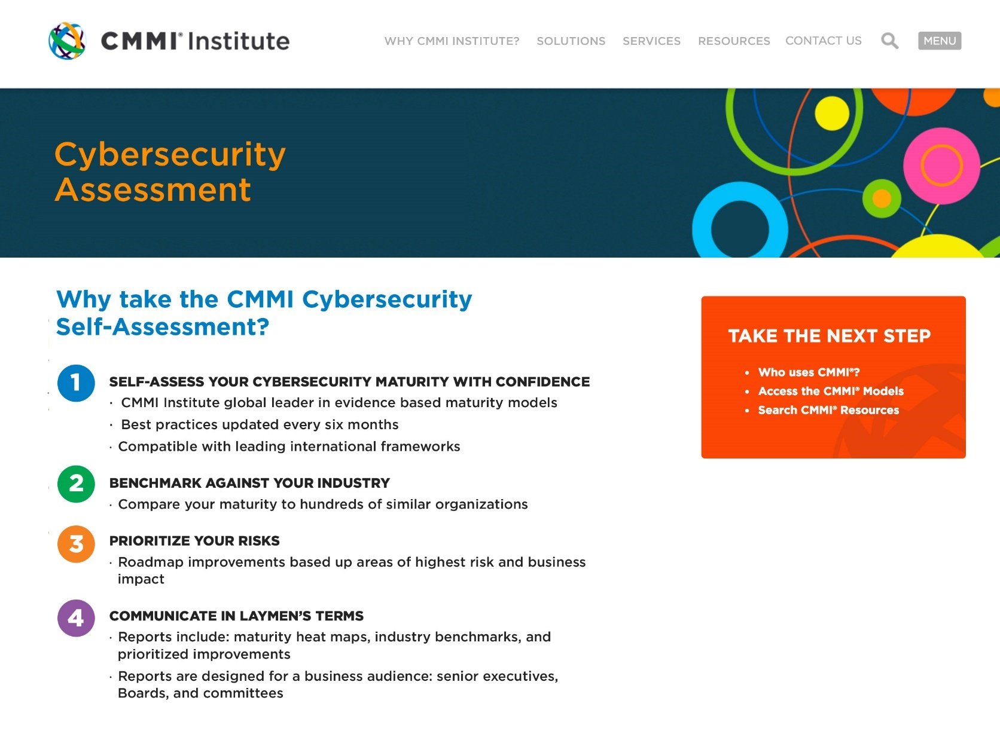 CMMI® Institute
WHY CMMI INSTITUTE? SOLUTIONS SERVICES RESOURCES CONTACT US MENU
Cybersecurity
Assessment
Why take the CMMI Cybersecurity
Self-Assessment?
1 SELF-ASSESS YOUR CYBERSECURITY MATURITY WITH CONFIDENCE
· CMMI Institute global leader in evidence based maturity models
· Best practices updated every six months
· Compatible with leading international frameworks
2 BENCHMARK AGAINST YOUR INDUSTRY
· Compare your maturity to hundreds of similar organizations
3 PRIORITIZE YOUR RISKS
· Roadmap improvements based up areas of highest risk and business
impact
4 COMMUNICATE IN LAYMEN’S TERMS
· Reports include: maturity heat maps, industry benchmarks, and
prioritized improvements
· Reports are designed for a business audience: senior executives,
Boards, and committees
TAKE THE NEXT STEP
• Who uses CMMI®?
• Access the CMMI® Models
• Search CMMI® Resources